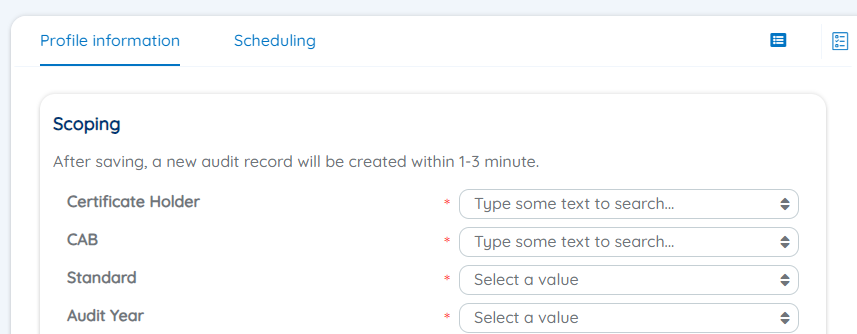 Profile information
Scheduling
Scoping
After saving, a new audit record will be created within 1-3 minute.
Certificate Holder * Type some text to search...
CAB * Type some text to search...
Standard * Select a value
Audit Year * Select a value